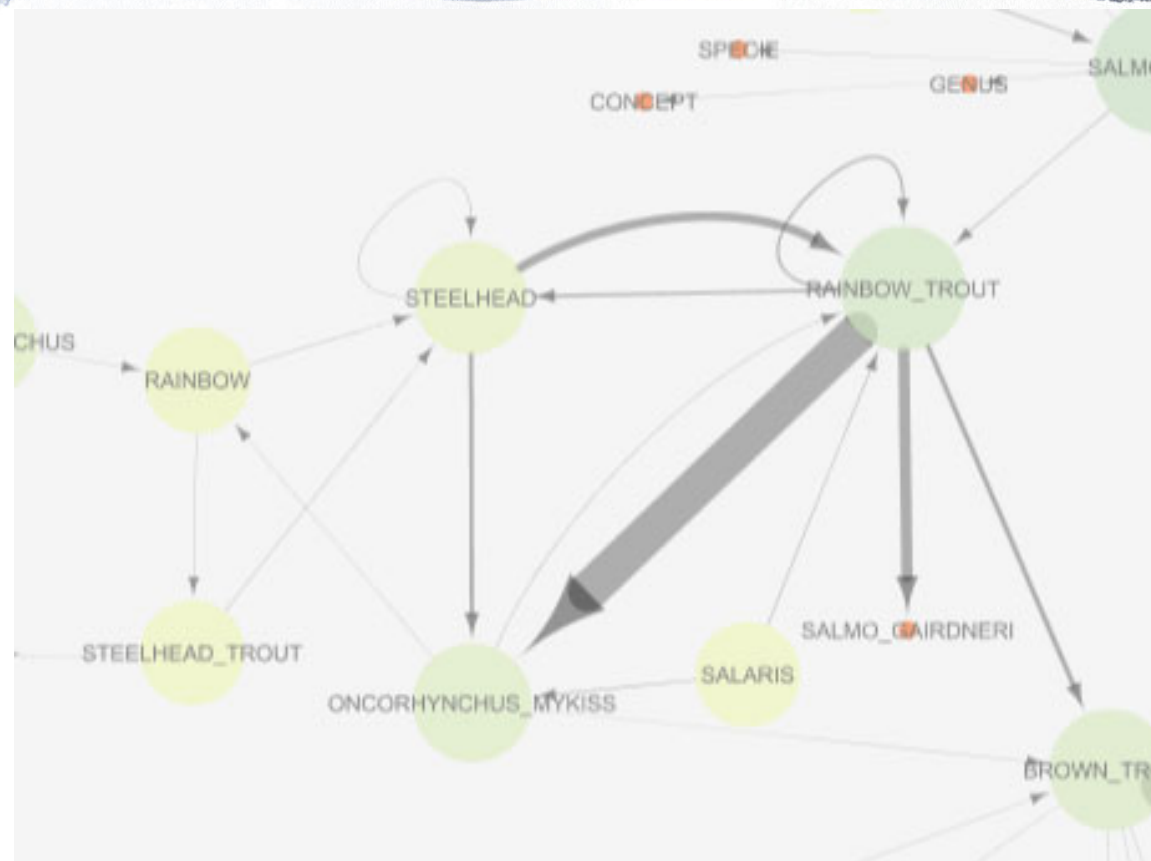 SPECIE
SALMO
GENUS
CONCEPT
RAINBOW_TROUT
STEELHEAD
CHUS
RAINBOW
SALMO_GAIRDNERI
STEELHEAD_TROUT
SALARIS
ONCORHYNCHUS_MYKISS
BROWN_TR